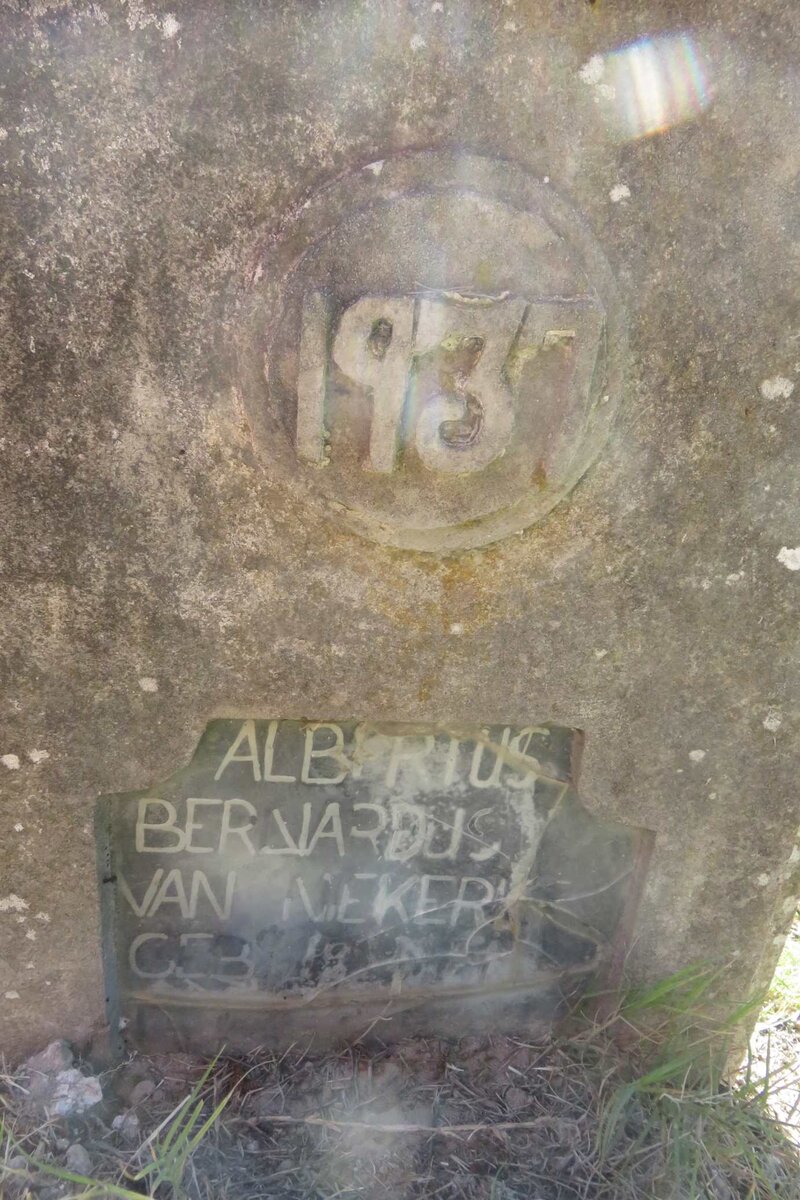 1937
ALBERTUS
BERNARDUS
VAN NIEKERK
GEB